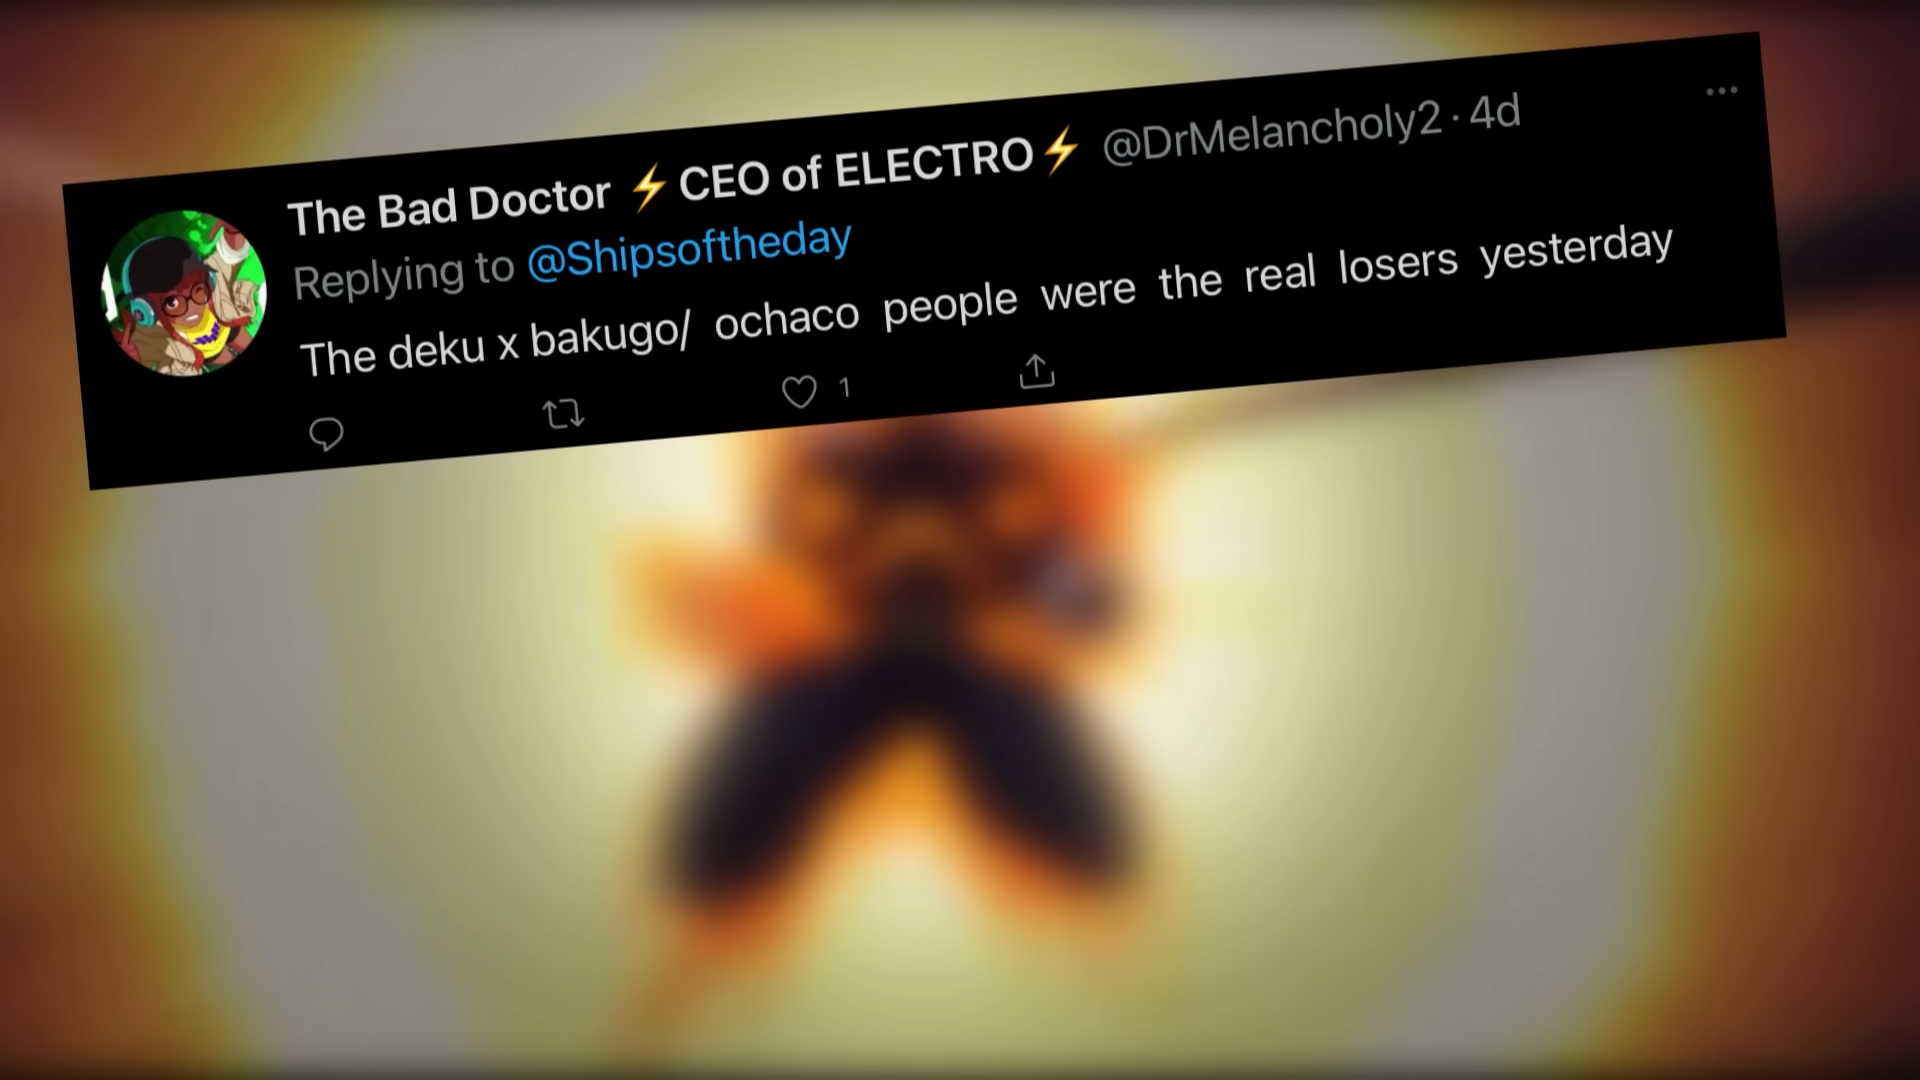 The Bad Doctor ⚡CEO of ELECTRO⚡ @DrMelancholy2 · 4d
Replying to @Shipsoftheday
The deku x bakugo/ ochaco people were the real losers yesterday
1